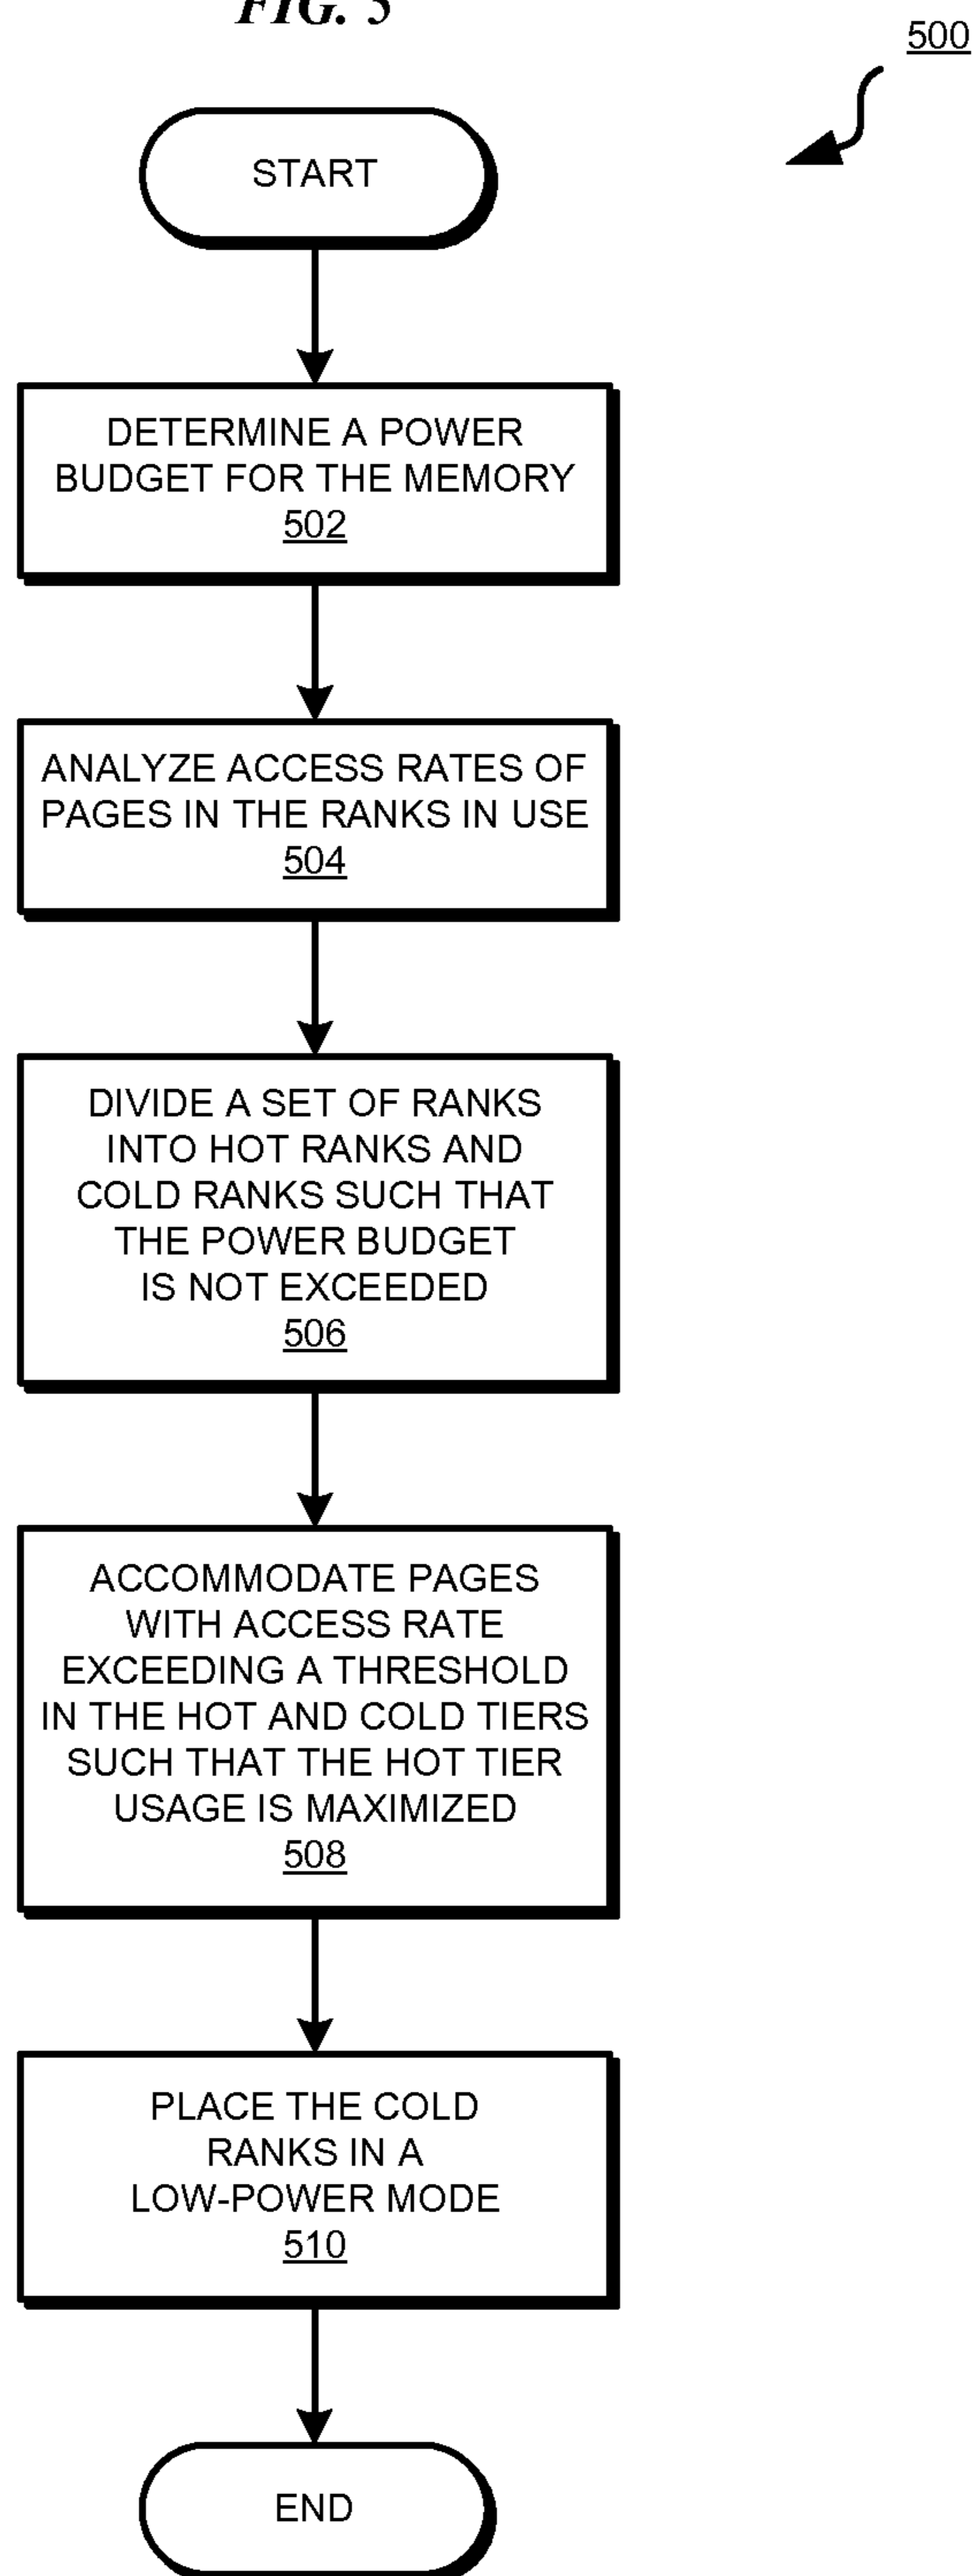 FIG. 5
500
START
DETERMINE A POWER
BUDGET FOR THE MEMORY
502
ANALYZE ACCESS RATES OF
PAGES IN THE RANKS IN USE
504
DIVIDE A SET OF RANKS
INTO HOT RANKS AND
COLD RANKS SUCH THAT
THE POWER BUDGET
IS NOT EXCEEDED
506
ACCOMMODATE PAGES
WITH ACCESS RATE
EXCEEDING A THRESHOLD
IN THE HOT AND COLD TIERS
SUCH THAT THE HOT TIER
USAGE IS MAXIMIZED
508
PLACE THE COLD
RANKS IN A
LOW-POWER MODE
510
END